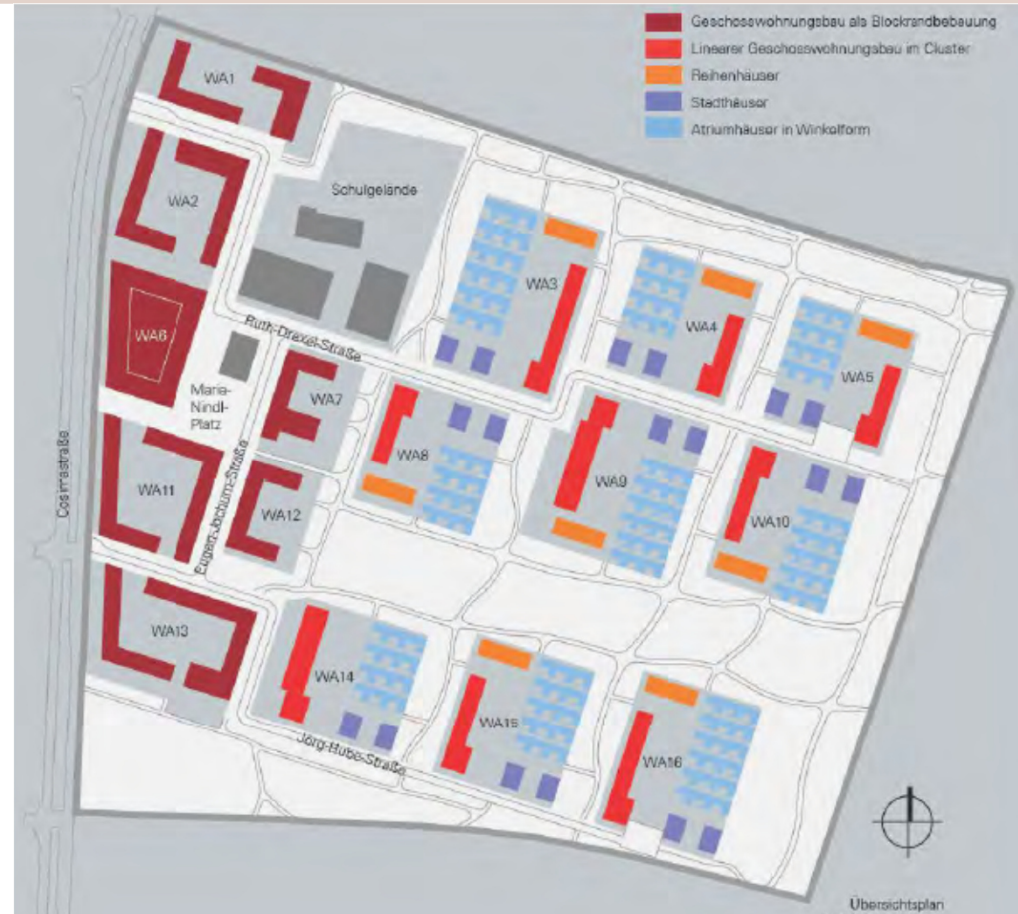 Geschosswohnungsbau als Blockrandbebauung
Linearer Geschosswohnungsbau im Cluster
Reihenhäuser
Stadthäuser
Atriumhäuser in Winkelform
WA1
WA2
Schulgelände
WA3
WA4
WA5
WA6
Ruth-Drexel-Straße
Marie-
Nindl-
Platz
WA7
WA8
WA9
WA10
Cosimastraße
WA11
Eugen-Jochum-Straße
WA12
WA13
WA14
WA15
WA16
Jörg-Hube-Straße
Übersichtsplan